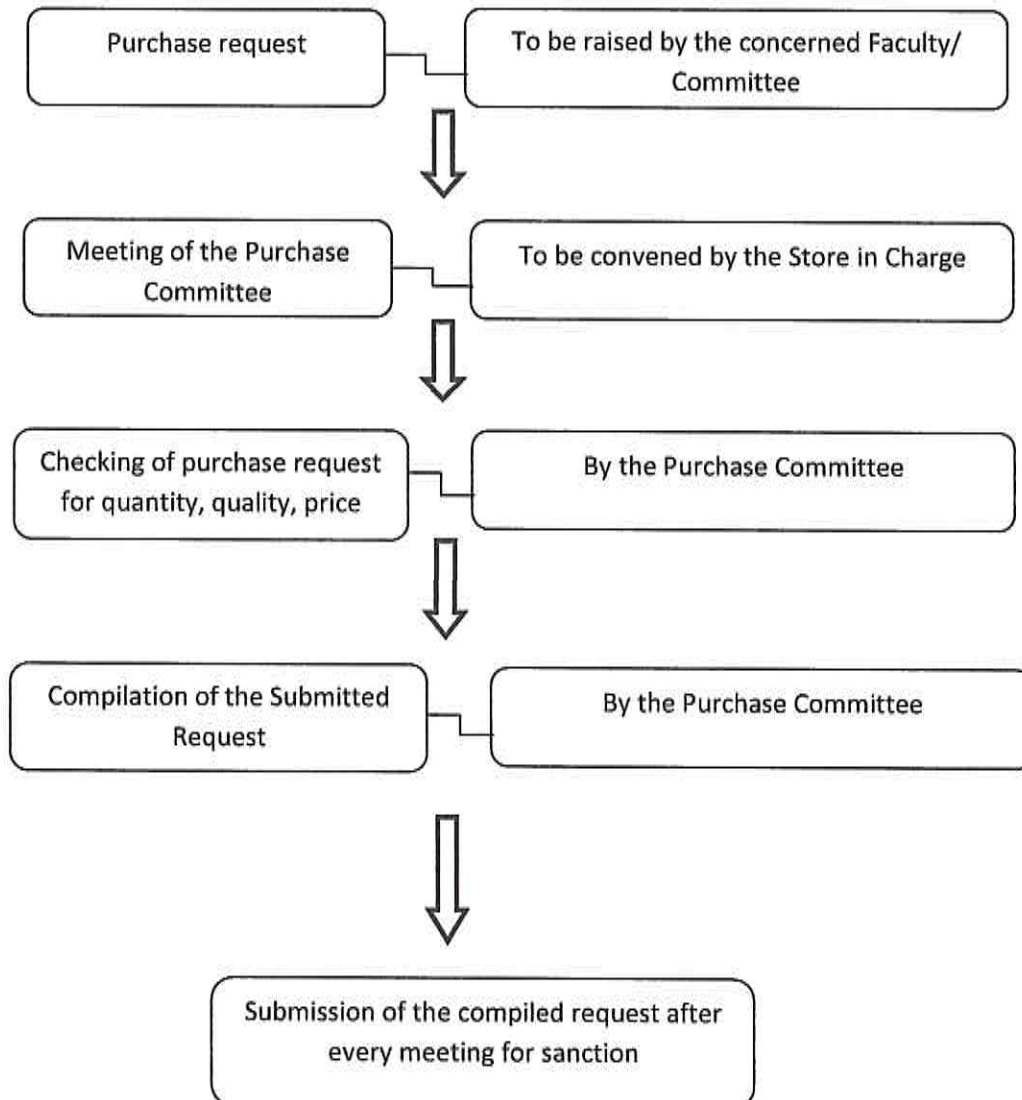 Purchase request
To be raised by the concerned Faculty/
Committee
Meeting of the Purchase
Committee
To be convened by the Store in Charge
Checking of purchase request
for quantity, quality, price
By the Purchase Committee
Compilation of the Submitted
Request
By the Purchase Committee
Submission of the compiled request after
every meeting for sanction